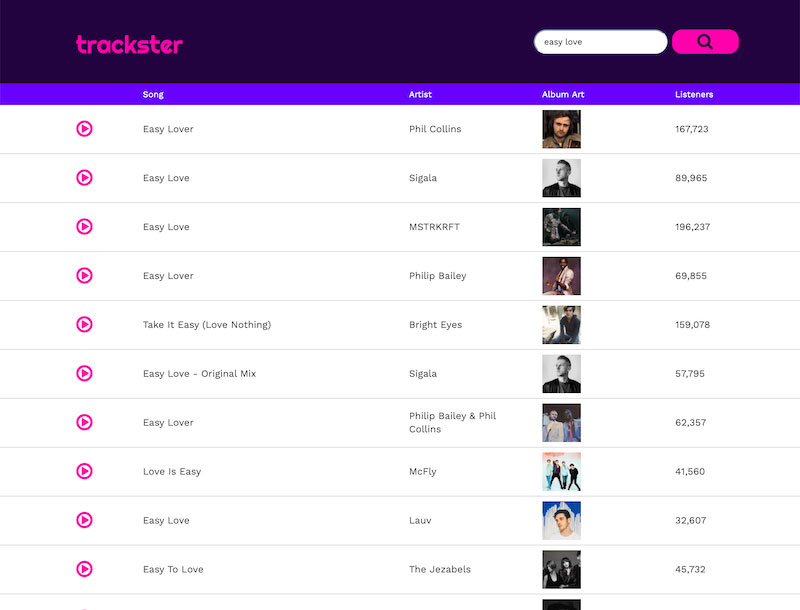 trackster
easy love
Song Artist Album Art Listeners
Easy Lover Phil Collins 167,723
Easy Love Sigala 89,965
Easy Love MSTRKRFT 196,237
Easy Lover Philip Bailey 69,855
Take It Easy (Love Nothing) Bright Eyes 159,078
Easy Love - Original Mix Sigala 57,795
Easy Lover Philip Bailey & Phil Collins 62,357
Love Is Easy McFly 41,560
Easy Love Lauv 32,607
Easy To Love The Jezabels 45,732